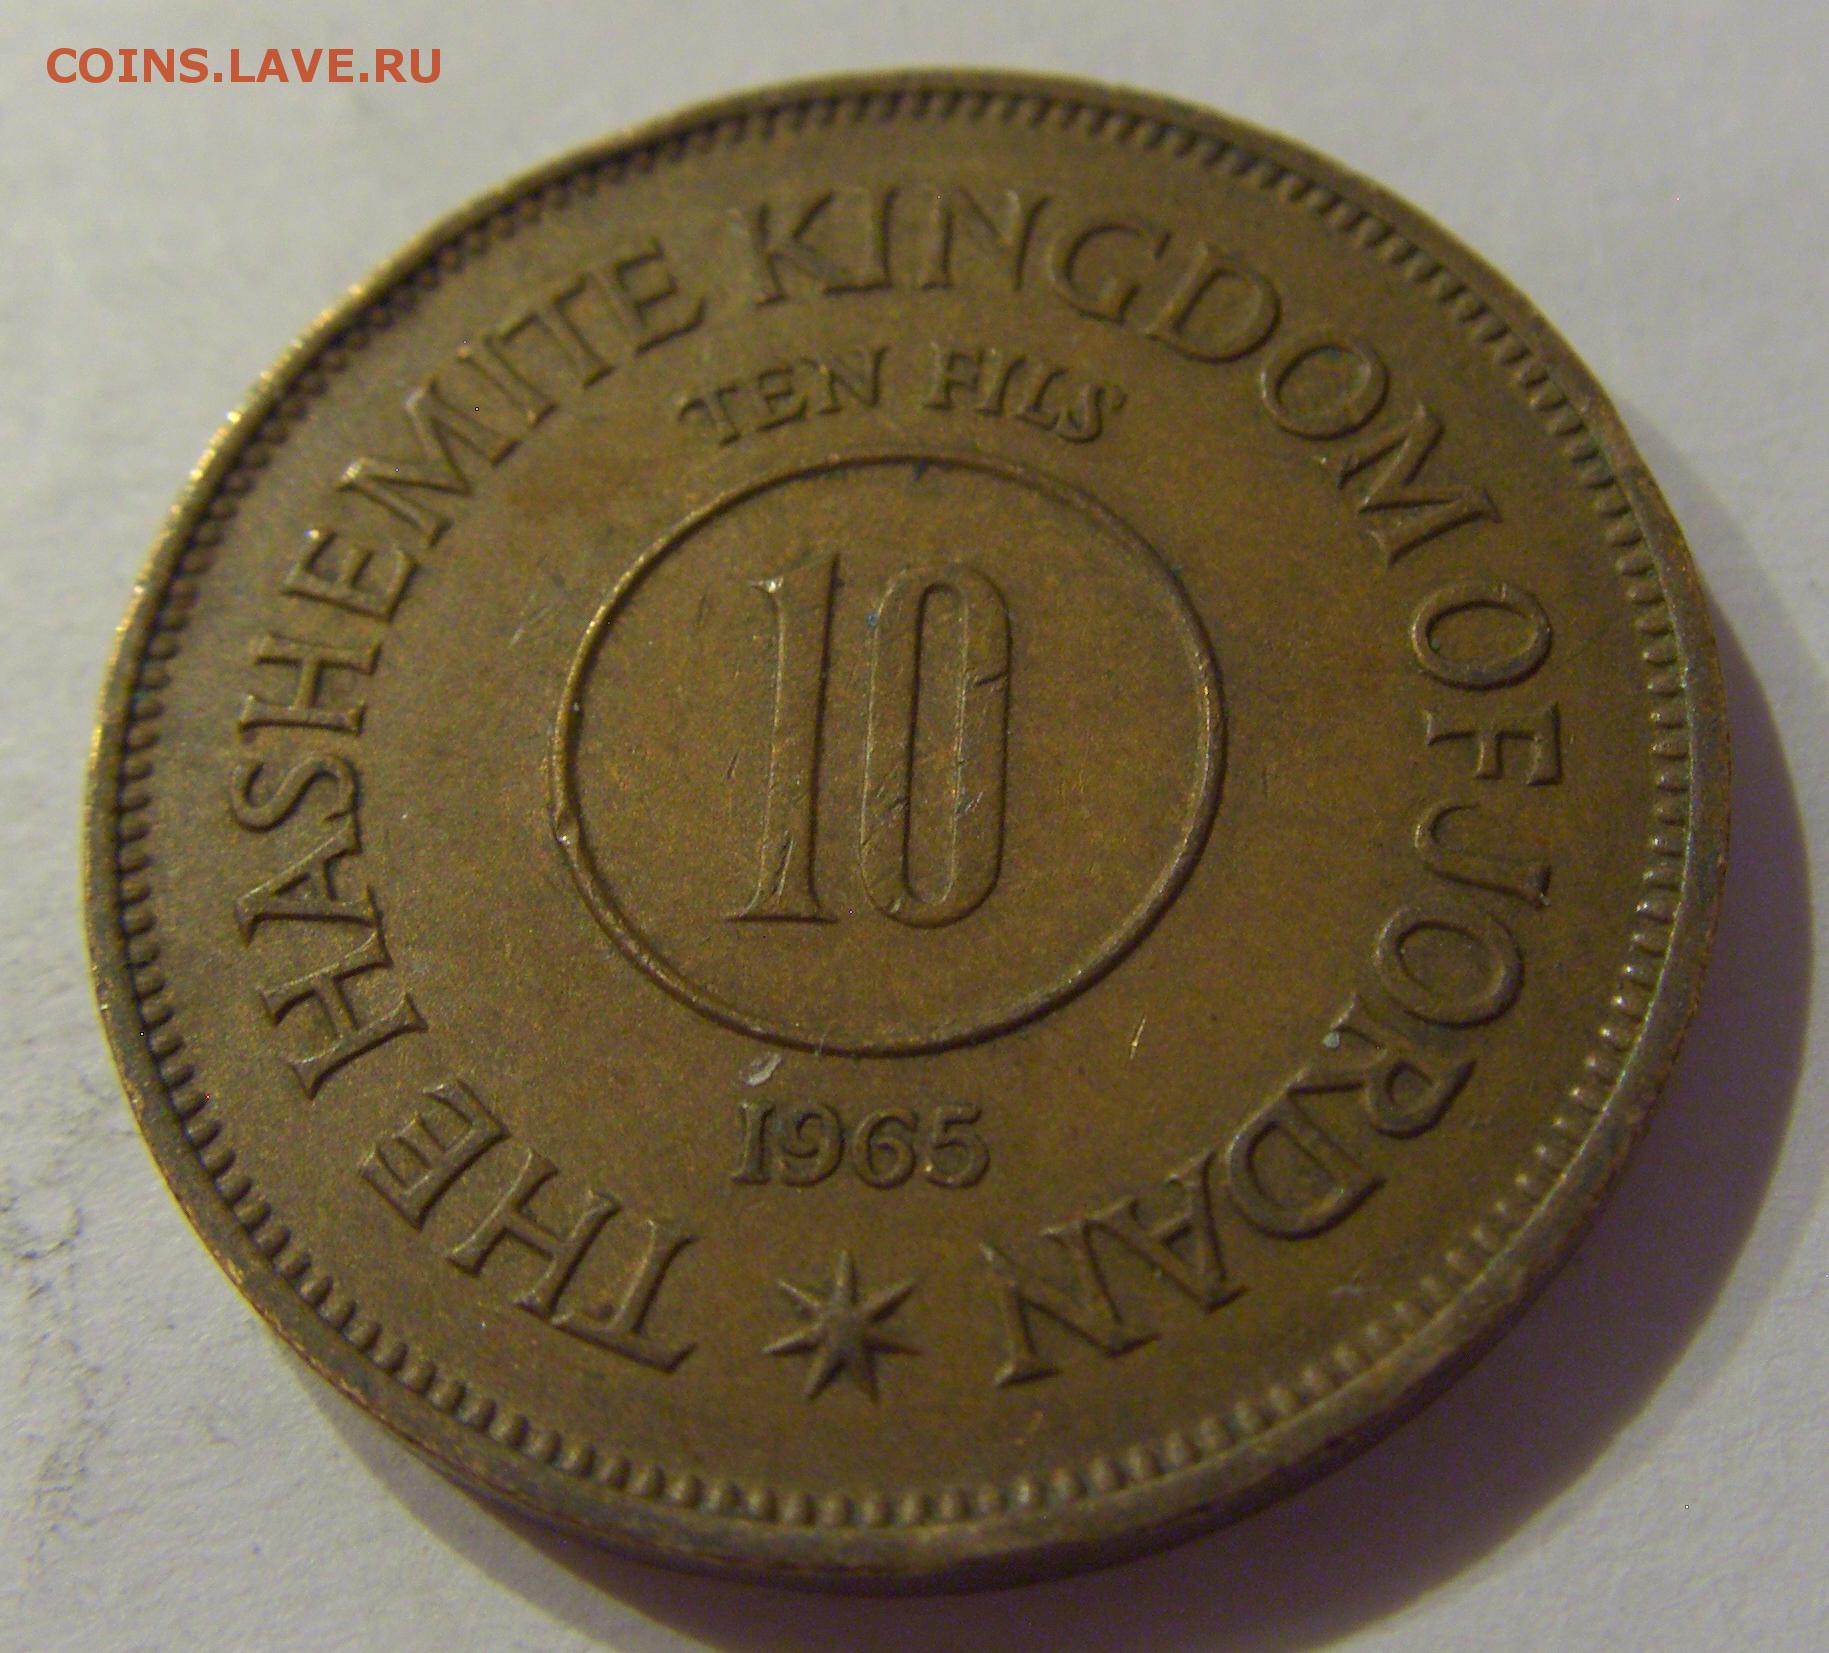 COINS.LAVE.RU
THE HASHEMITE KINGDOM OF JORDAN
TEN FILS
10
1965